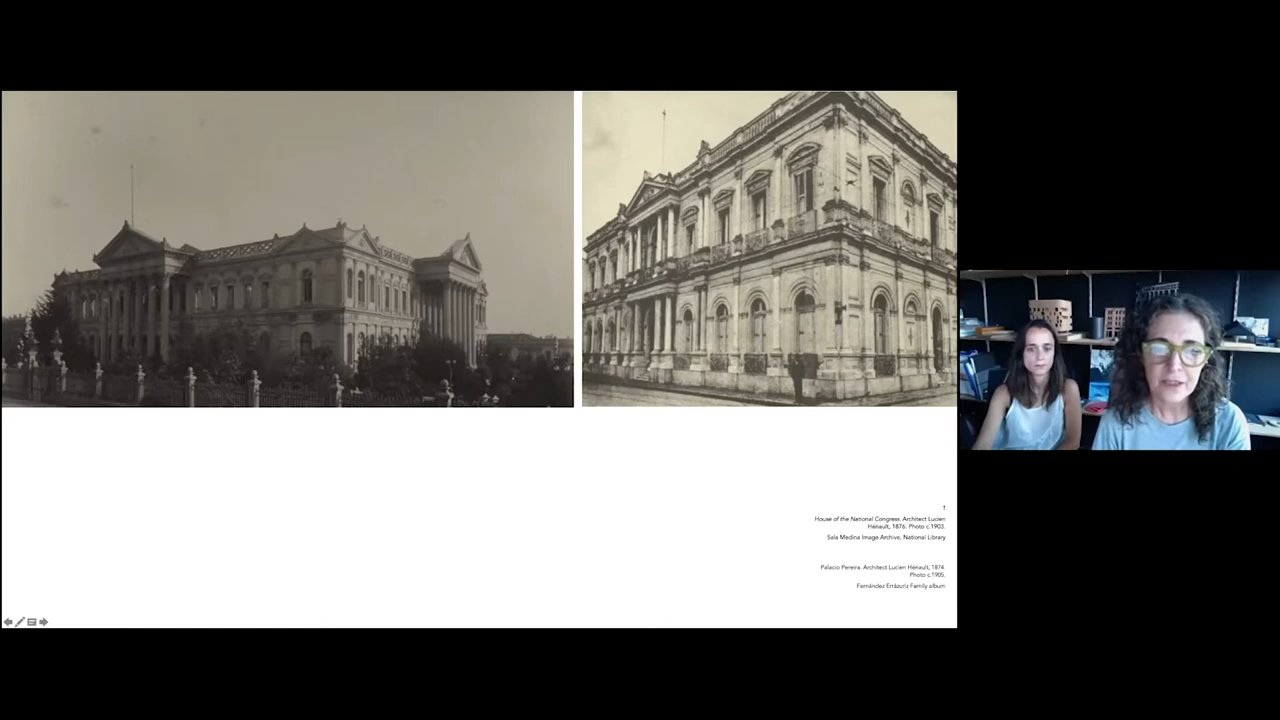 1
House of the National Congress. Architect Lucien
Hénault, 1876. Photo c.1903.
Sala Medina Image Archive, National Library
Palacio Pereira. Architect Lucien Hénault, 1874.
Photo c.1905.
Fernández Errázuriz Family album